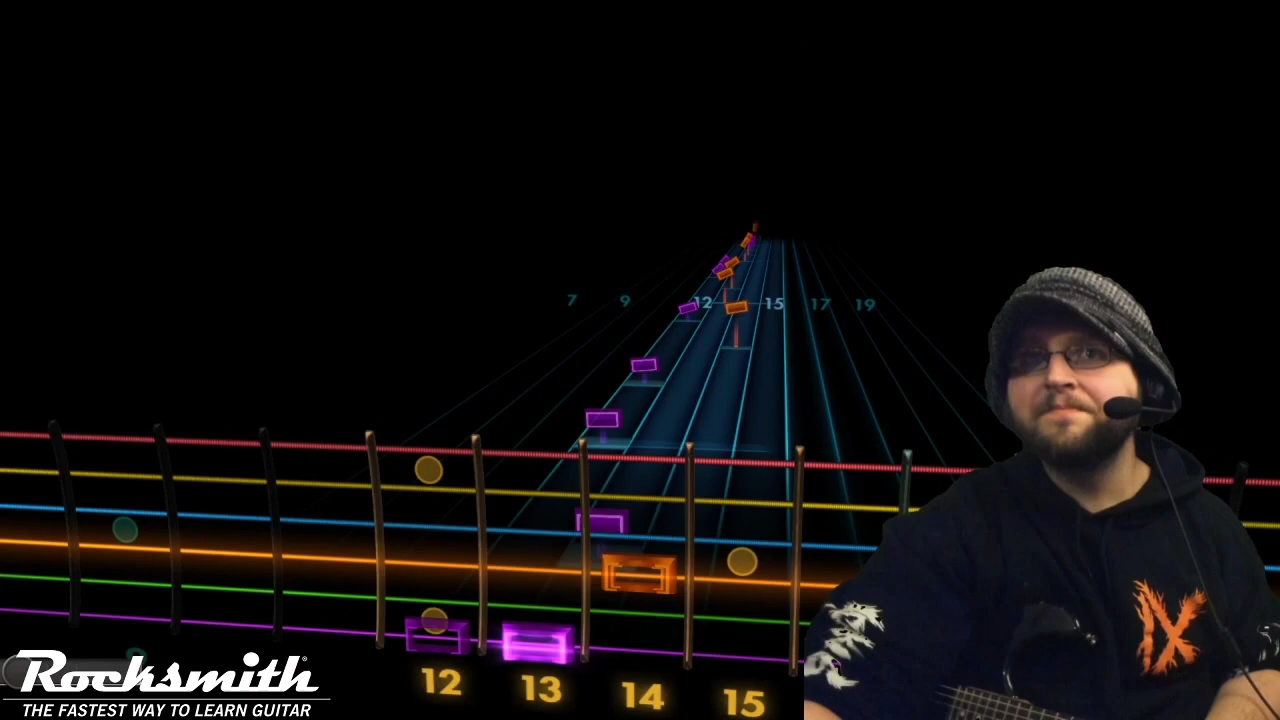 7 9 12 15 17 19
12 13 14 15
Rocksmith®
THE FASTEST WAY TO LEARN GUITAR
IX